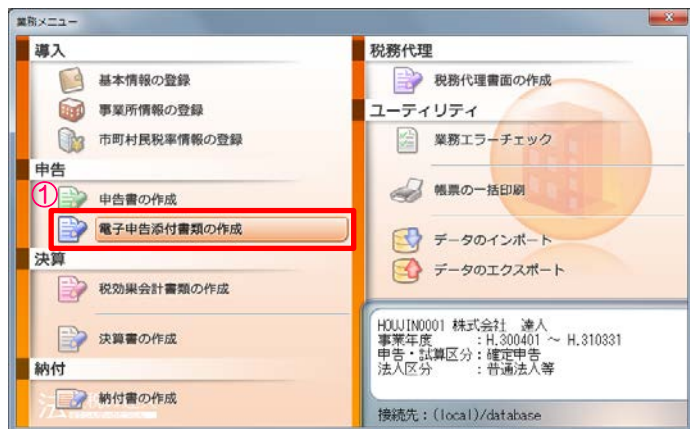 業務メニュー
導入
基本情報の登録
事業所情報の登録
市町村民税率情報の登録
申告
①
申告書の作成
電子申告添付書類の作成
決算
税効果会計書類の作成
決算書の作成
納付
納付書の作成
税務代理
税務代理書面の作成
ユーティリティ
業務エラーチェック
帳票の一括印刷
データのインポート
データのエクスポート
HOUJIN0001 株式会社 達人
事業年度 :H.300401 ~ H.310331
申告・試算区分:確定申告
法人区分 :普通法人等
接続先:(local)/database